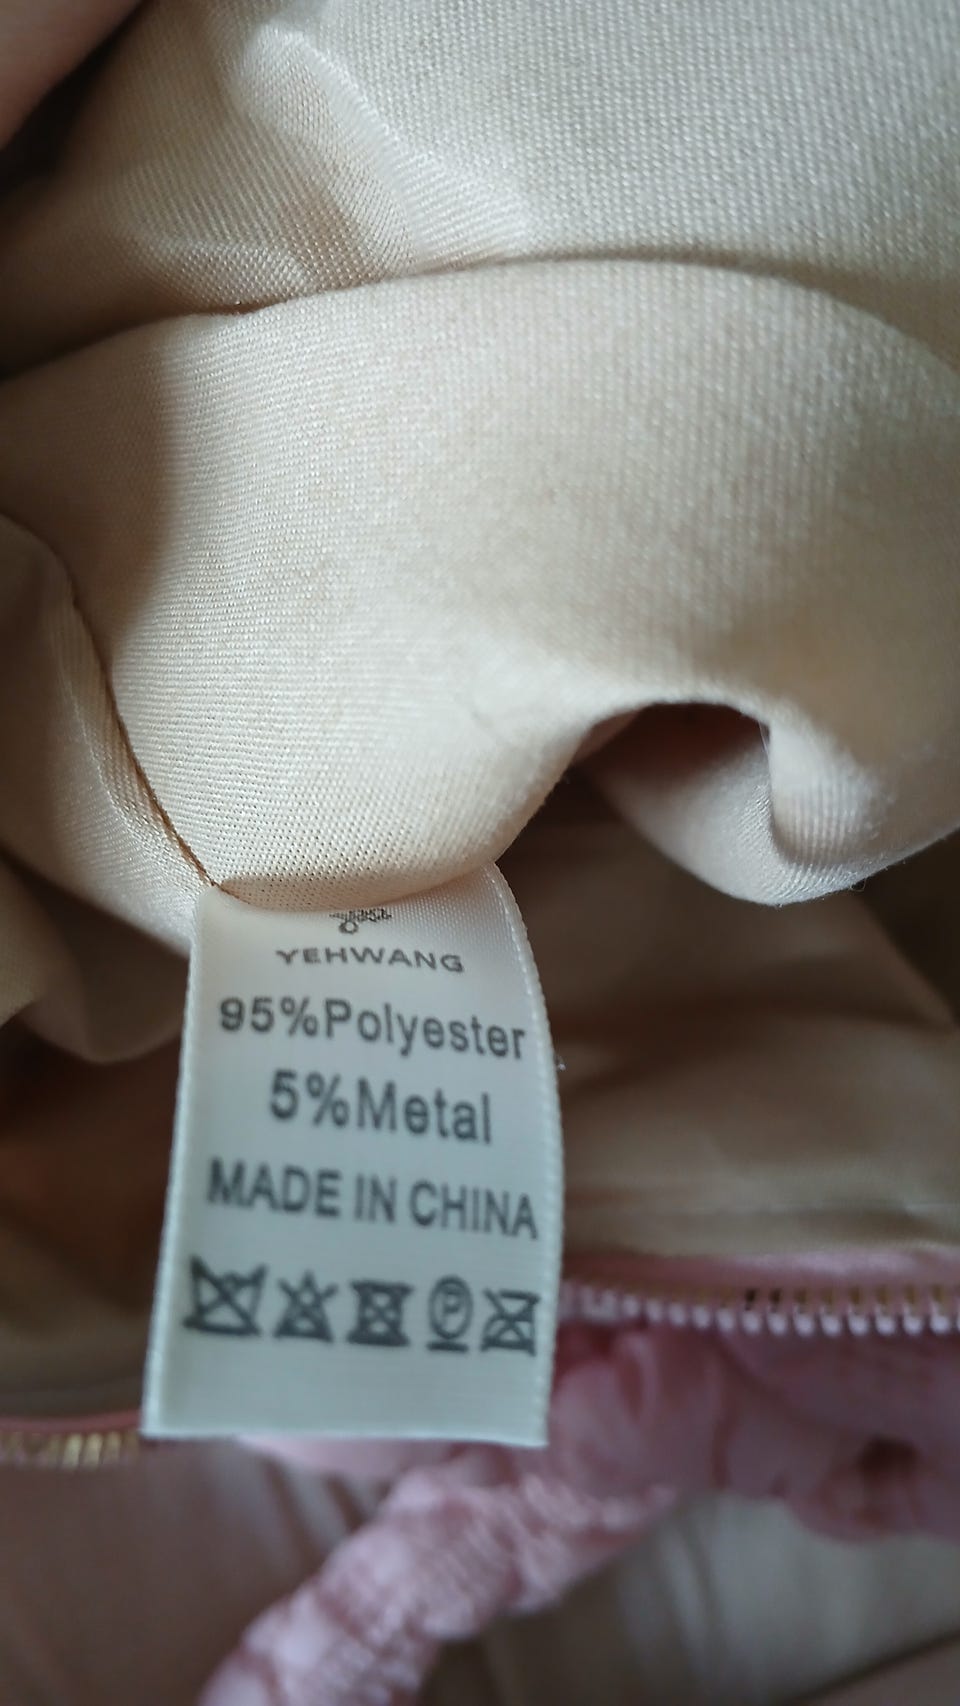 YEHWANG
95%Polyester
5%Metal
MADE IN CHINA
P